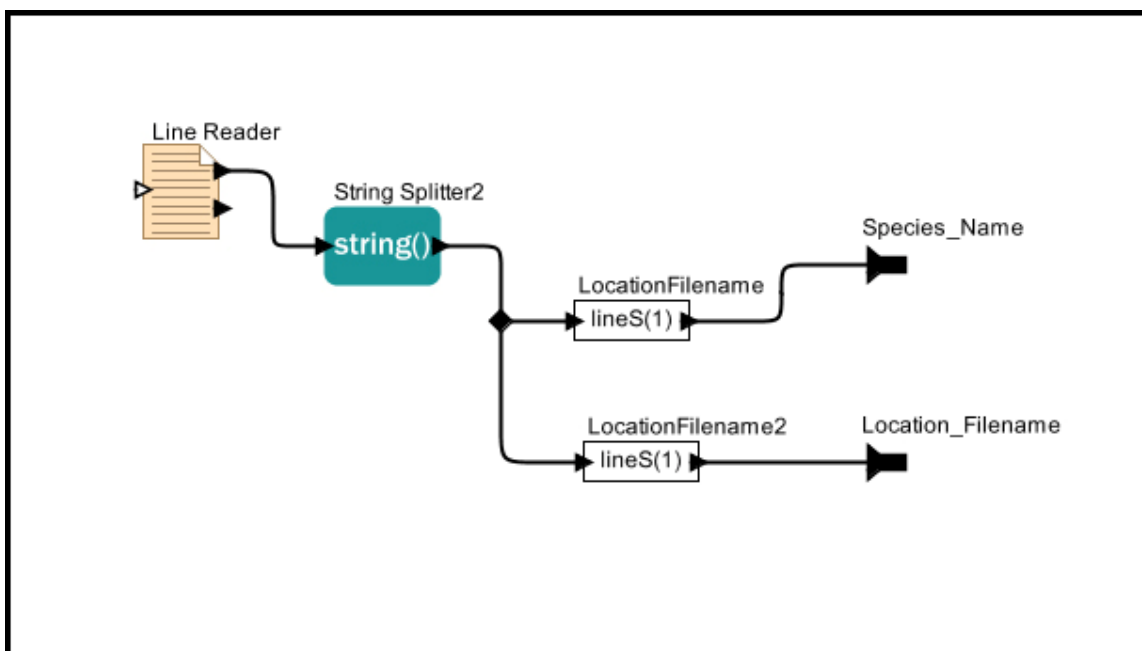 Line Reader
String Splitter2
string()
Species_Name
LocationFilename
lineS(1)
LocationFilename2
Location_Filename
lineS(1)